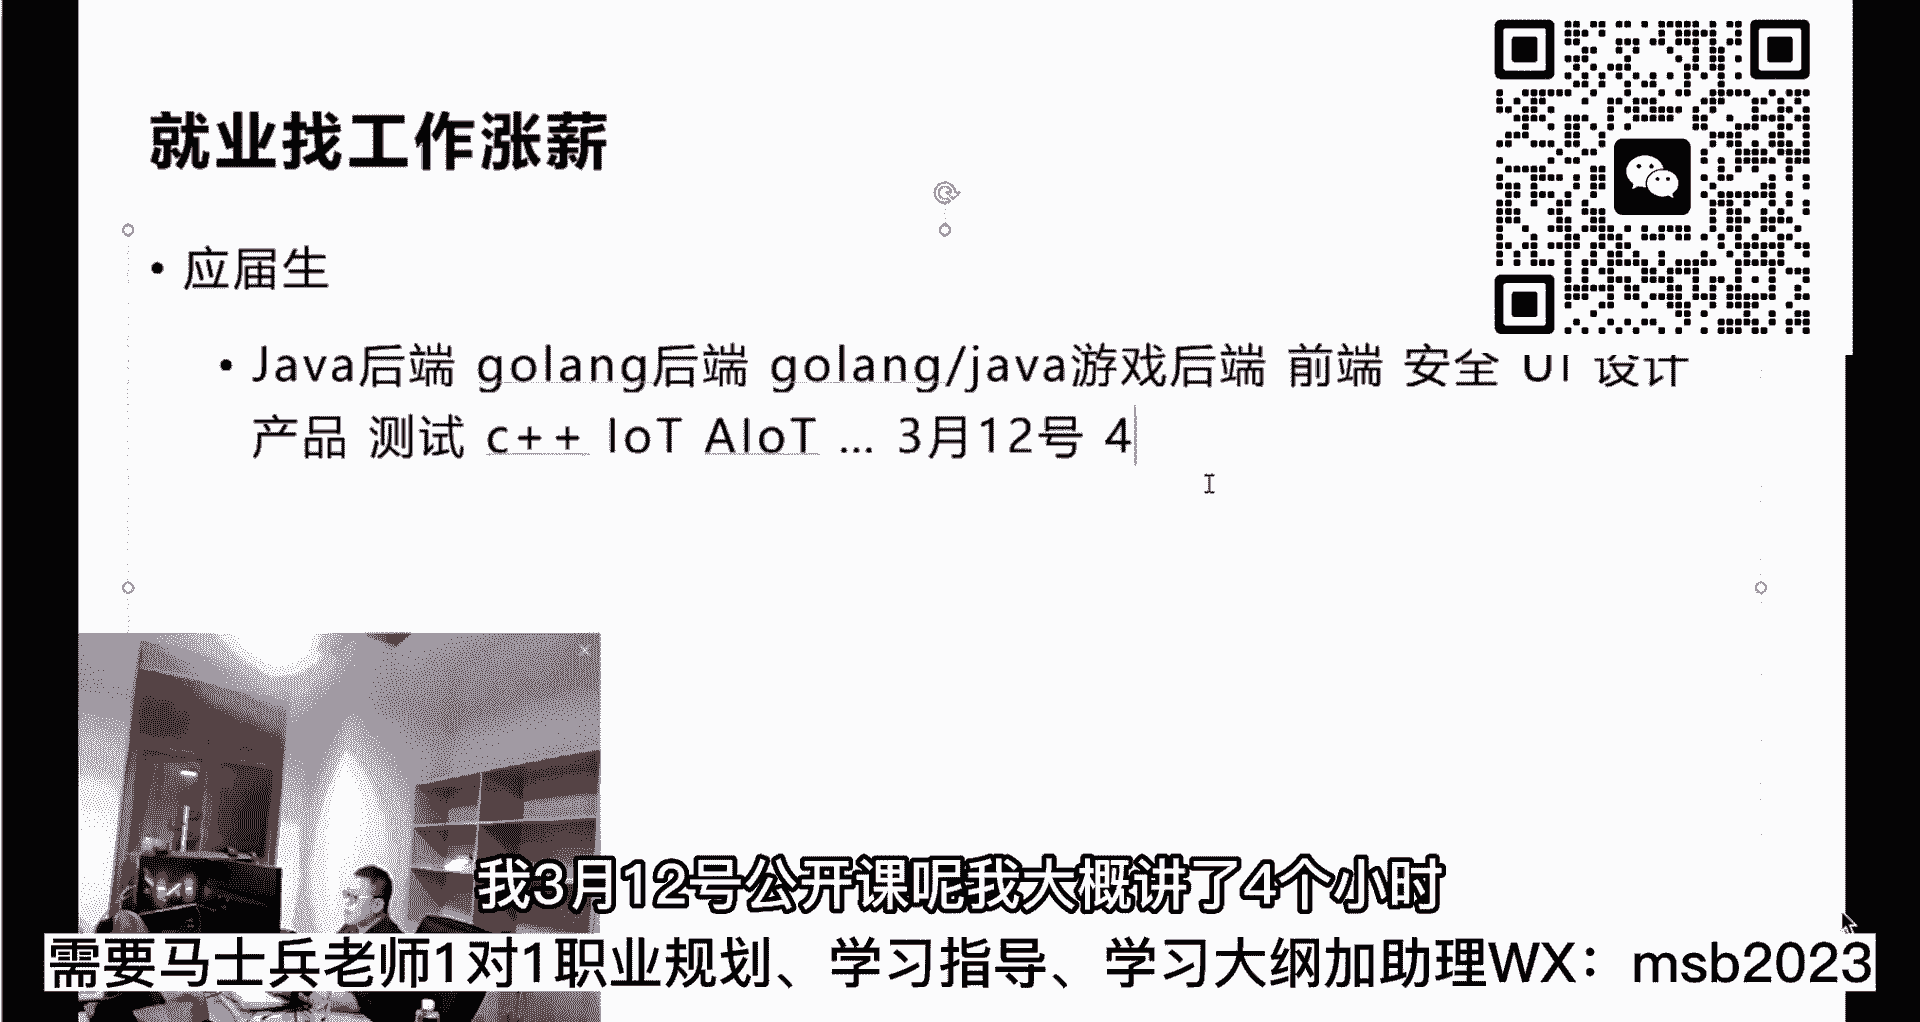 就业找工作涨薪
• 应届生
• Java后端 golang后端 golang/java游戏后端 前端 安全 UI 设计
产品 测试 c++ IoT AIoT ... 3月12号 4
我3月12号公开课呢我大概讲了4个小时
需要马士兵老师1对1职业规划、学习指导、学习大纲加助理WX：msb2023